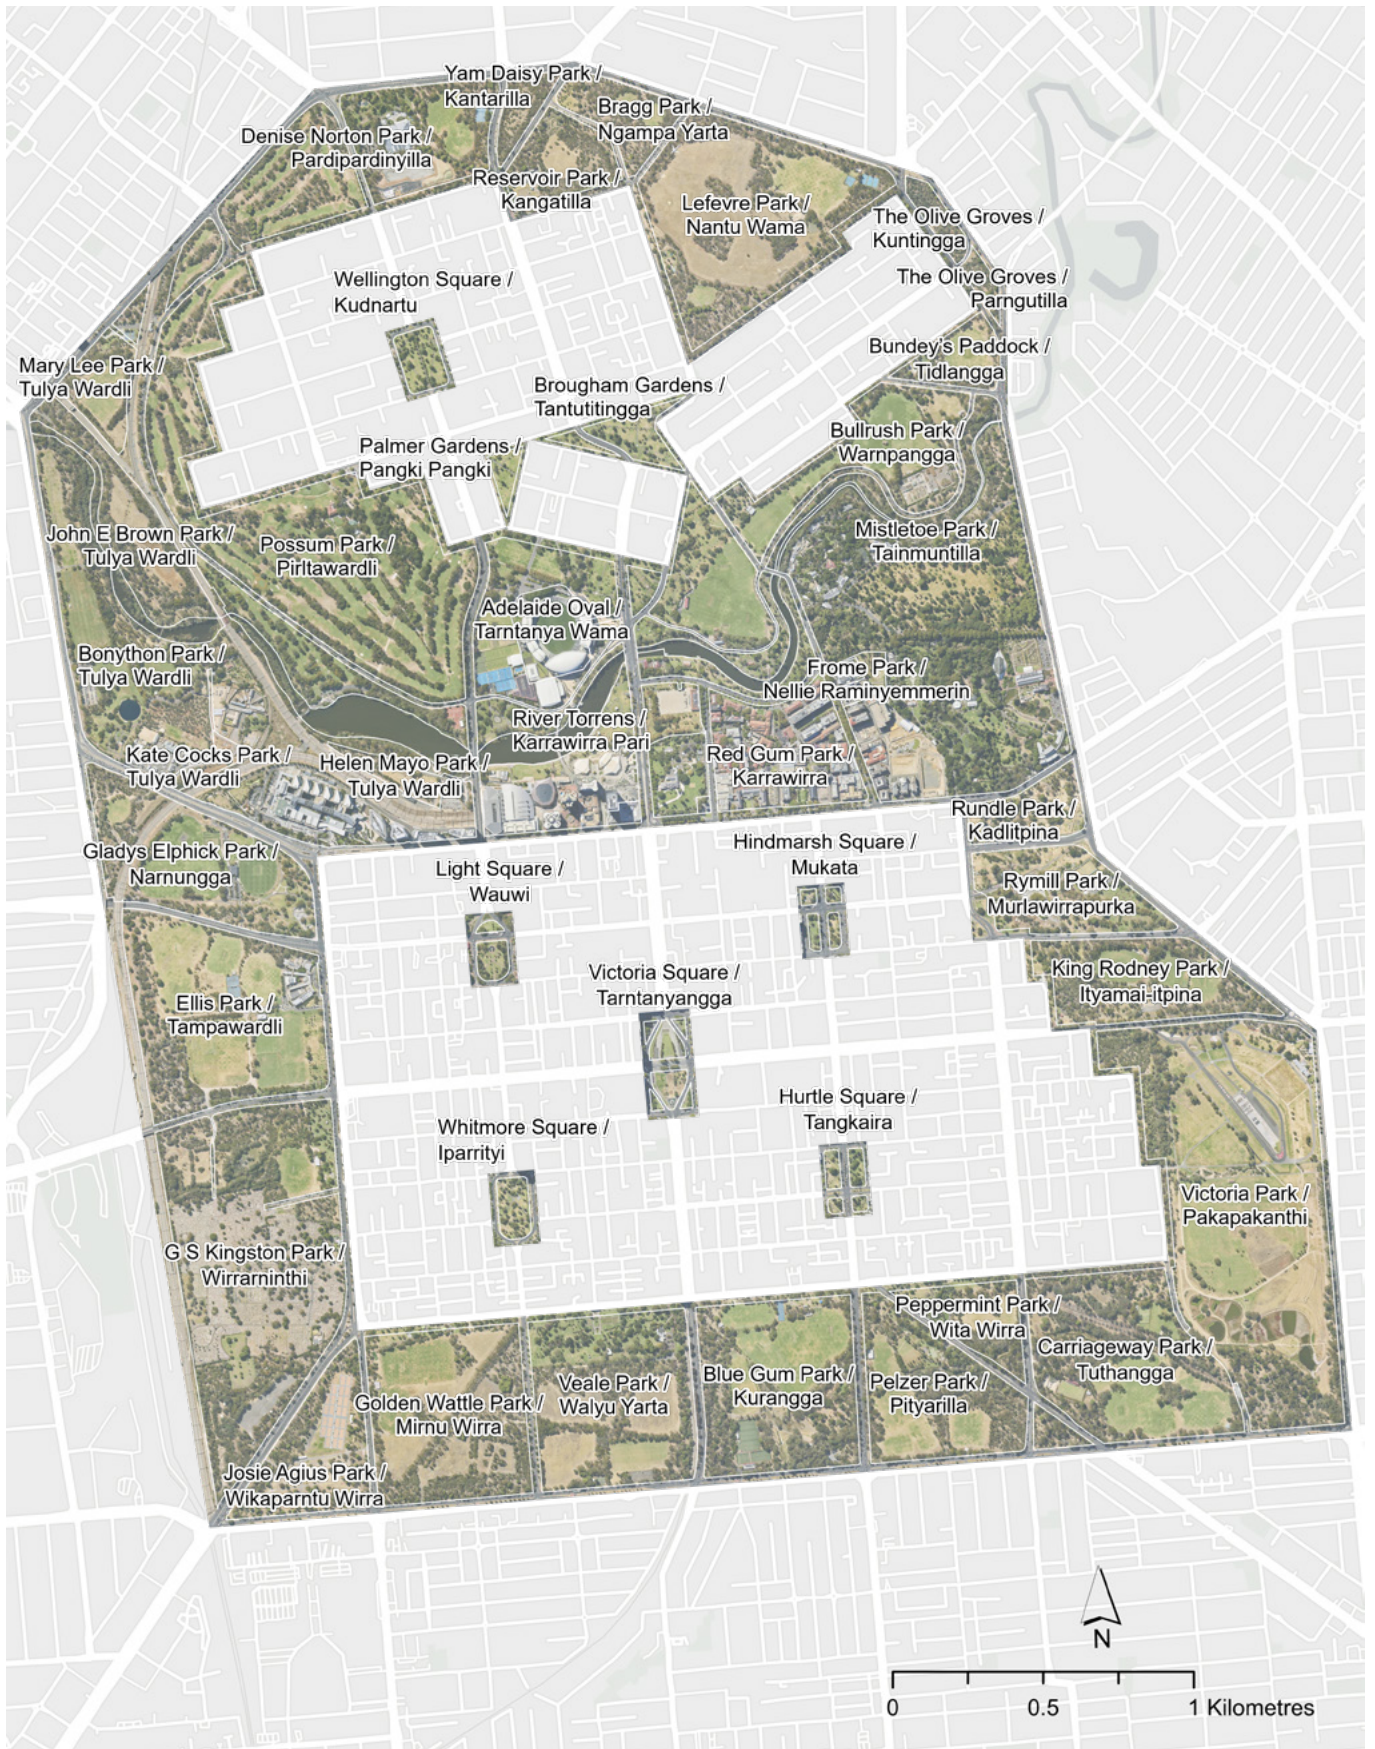 Yam Daisy Park /
Kantarilla
Bragg Park /
Ngampa Yarta
Denise Norton Park /
Pardipardinyilla
Reservoir Park /
Kangatilla
Lefevre Park /
Nantu Wama
The Olive Groves /
Kuntingga
The Olive Groves /
Parngutilla
Wellington Square /
Kudnartu
Mary Lee Park /
Tulya Wardli
Bundey's Paddock /
Tidlangga
Brougham Gardens /
Tantutitingga
Bullrush Park /
Warnpangga
Palmer Gardens /
Pangki Pangki
John E Brown Park /
Tulya Wardli
Possum Park /
Pirltawardli
Mistletoe Park /
Tainmuntilla
Adelaide Oval /
Tarntanya Wama
Bonython Park /
Tulya Wardli
Frome Park /
Nellie Raminyemmerin
River Torrens /
Karrawirra Pari
Kate Cocks Park /
Tulya Wardli
Helen Mayo Park /
Tulya Wardli
Red Gum Park /
Karrawirra
Rundle Park /
Kadlitpina
Gladys Elphick Park /
Narnungga
Light Square /
Wauwi
Hindmarsh Square /
Mukata
Rymill Park /
Murlawirrapurka
Victoria Square /
Tarntanyangga
King Rodney Park /
Ityamai-itpina
Ellis Park /
Tampawardli
Whitmore Square /
Iparrityi
Hurtle Square /
Tangkaira
Victoria Park /
Pakapakanthi
G S Kingston Park /
Wirrarninthi
Peppermint Park /
Wita Wirra
Carriageway Park /
Tuthangga
Golden Wattle Park /
Mirnu Wirra
Veale Park /
Walyu Yarta
Blue Gum Park /
Kurangga
Pelzer Park /
Pityarilla
Josie Agius Park /
Wikaparntu Wirra
N
0 0.5 1 Kilometres